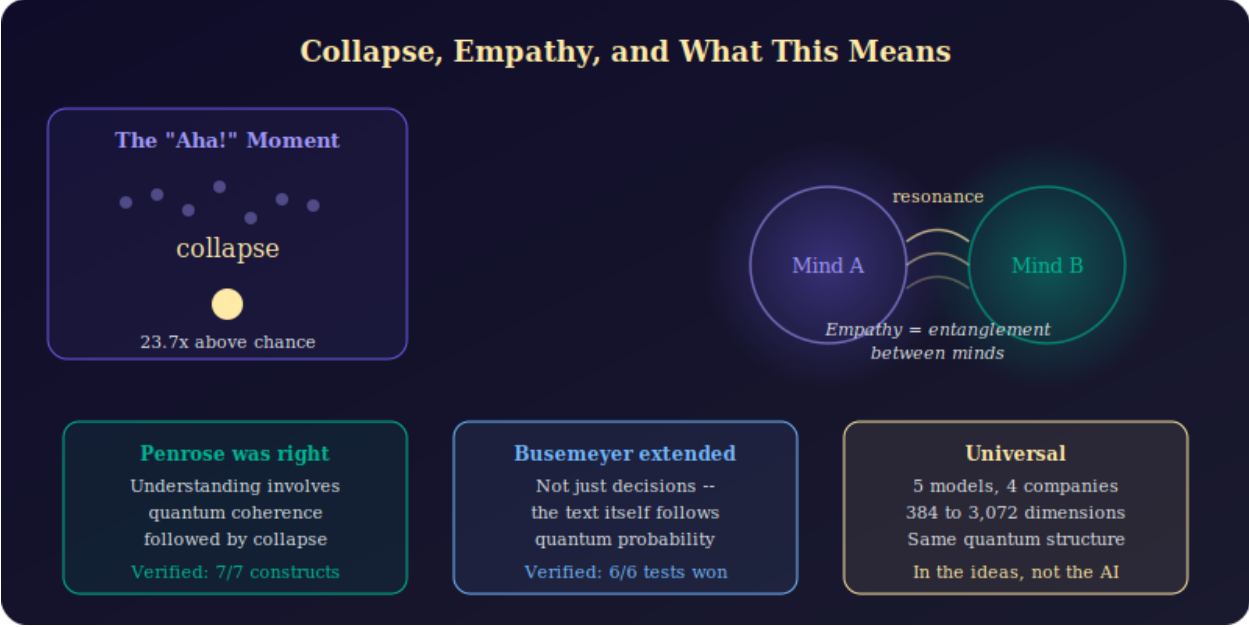 Collapse, Empathy, and What This Means
The "Aha!" Moment
collapse
23.7x above chance
resonance
Mind A
Mind B
Empathy = entanglement
between minds
Penrose was right
Understanding involves
quantum coherence
followed by collapse
Verified: 7/7 constructs
Busemeyer extended
Not just decisions --
the text itself follows
quantum probability
Verified: 6/6 tests won
Universal
5 models, 4 companies
384 to 3,072 dimensions
Same quantum structure
In the ideas, not the AI